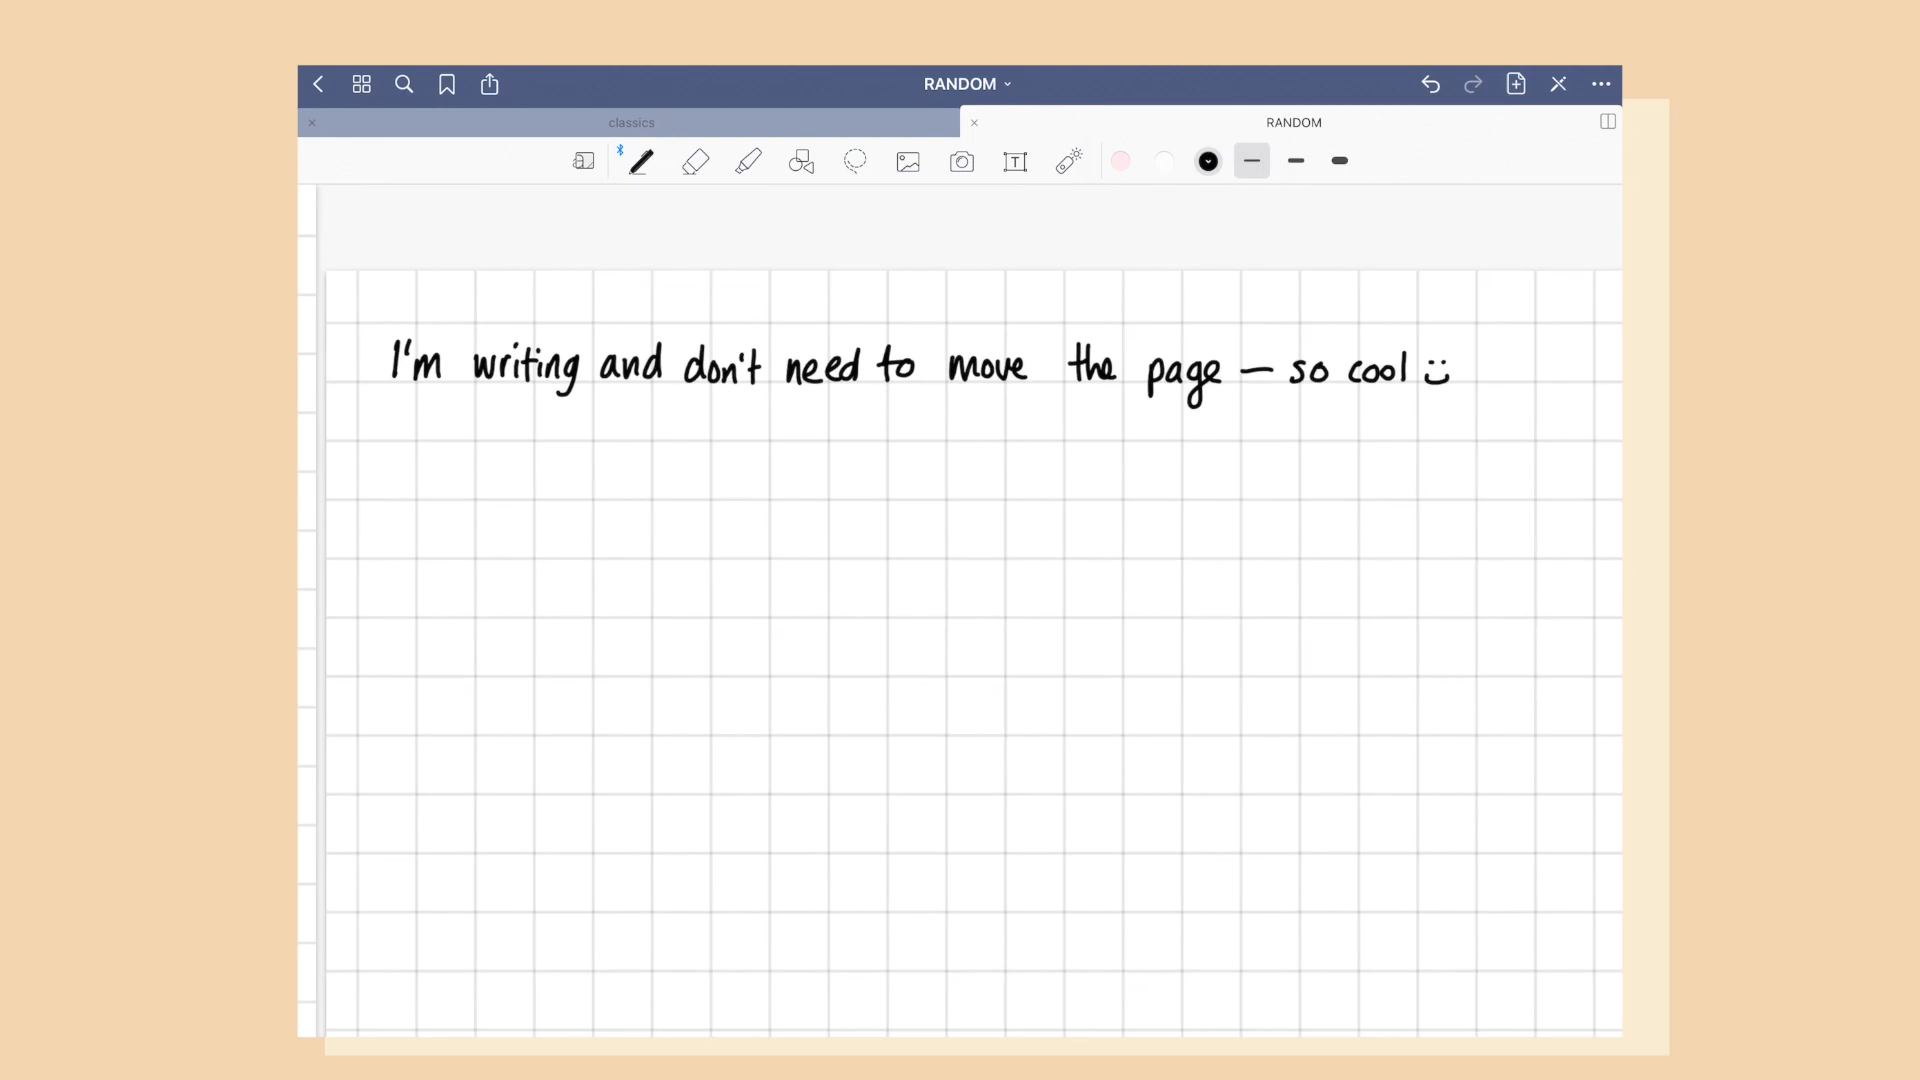 RANDOM
classics
RANDOM
I'm writing and don't need to move the page — so cool :)